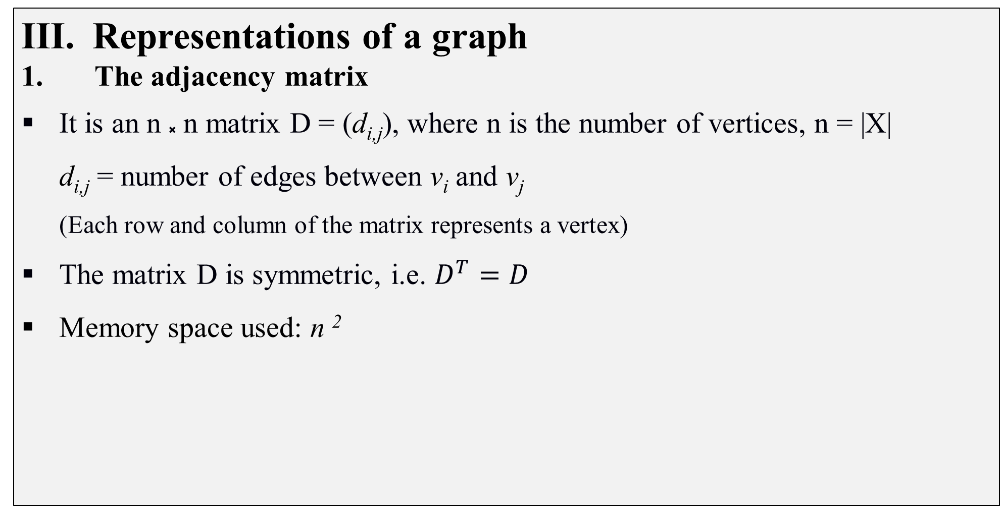 III. Representations of a graph
1. The adjacency matrix
▪ It is an n × n matrix D = (d_{i,j}), where n is the number of vertices, n = |X|
d_{i,j} = number of edges between v_i and v_j
(Each row and column of the matrix represents a vertex)
▪ The matrix D is symmetric, i.e. D^T = D
▪ Memory space used: n ^2